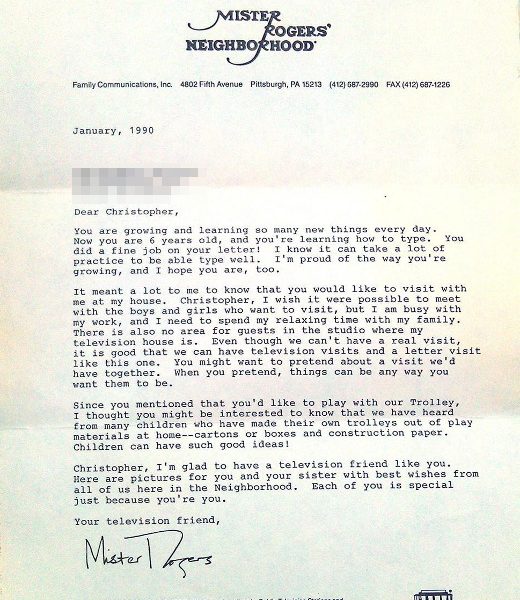 MISTER
ROGERS'
NEIGHBORHOOD
Family Communications, Inc. 4802 Fifth Avenue Pittsburgh, PA 15213 (412) 687-2990 FAX (412) 687-1226
January, 1990
Dear Christopher,
You are growing and learning so many new things every day.
Now you are 6 years old, and you're learning how to type. You
did a fine job on your letter! I know it can take a lot of
practice to be able type well. I'm proud of the way you're
growing, and I hope you are, too.
It meant a lot to me to know that you would like to visit with
me at my house. Christopher, I wish it were possible to meet
with the boys and girls who want to visit, but I am busy with
my work, and I need to spend my relaxing time with my family.
There is also no area for guests in the studio where my
television house is. Even though we can't have a real visit,
it is good that we can have television visits and a letter visit
like this one. You might want to pretend about a visit we'd
have together. When you pretend, things can be any way you
want them to be.
Since you mentioned that you'd like to play with our Trolley,
I thought you might be interested to know that we have heard
from many children who have made their own trolleys out of play
materials at home--cartons or boxes and construction paper.
Children can have such good ideas!
Christopher, I'm glad to have a television friend like you.
Here are pictures for you and your sister with best wishes from
all of us here in the Neighborhood. Each of you is special
just because you're you.
Your television friend,
Mister Rogers